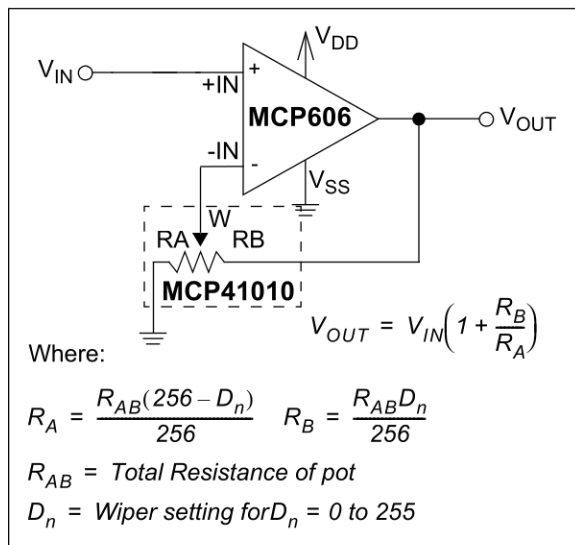 V_DD
V_IN
+
+IN
MCP606
V_OUT
-IN
-
V_SS
W
RA RB
MCP41010
V_OUT = V_IN(1 + R_B/R_A)
Where:
R_A = R_AB(256 – D_n)/256 R_B = R_AB D_n/256
R_AB = Total Resistance of pot
D_n = Wiper setting forD_n = 0 to 255